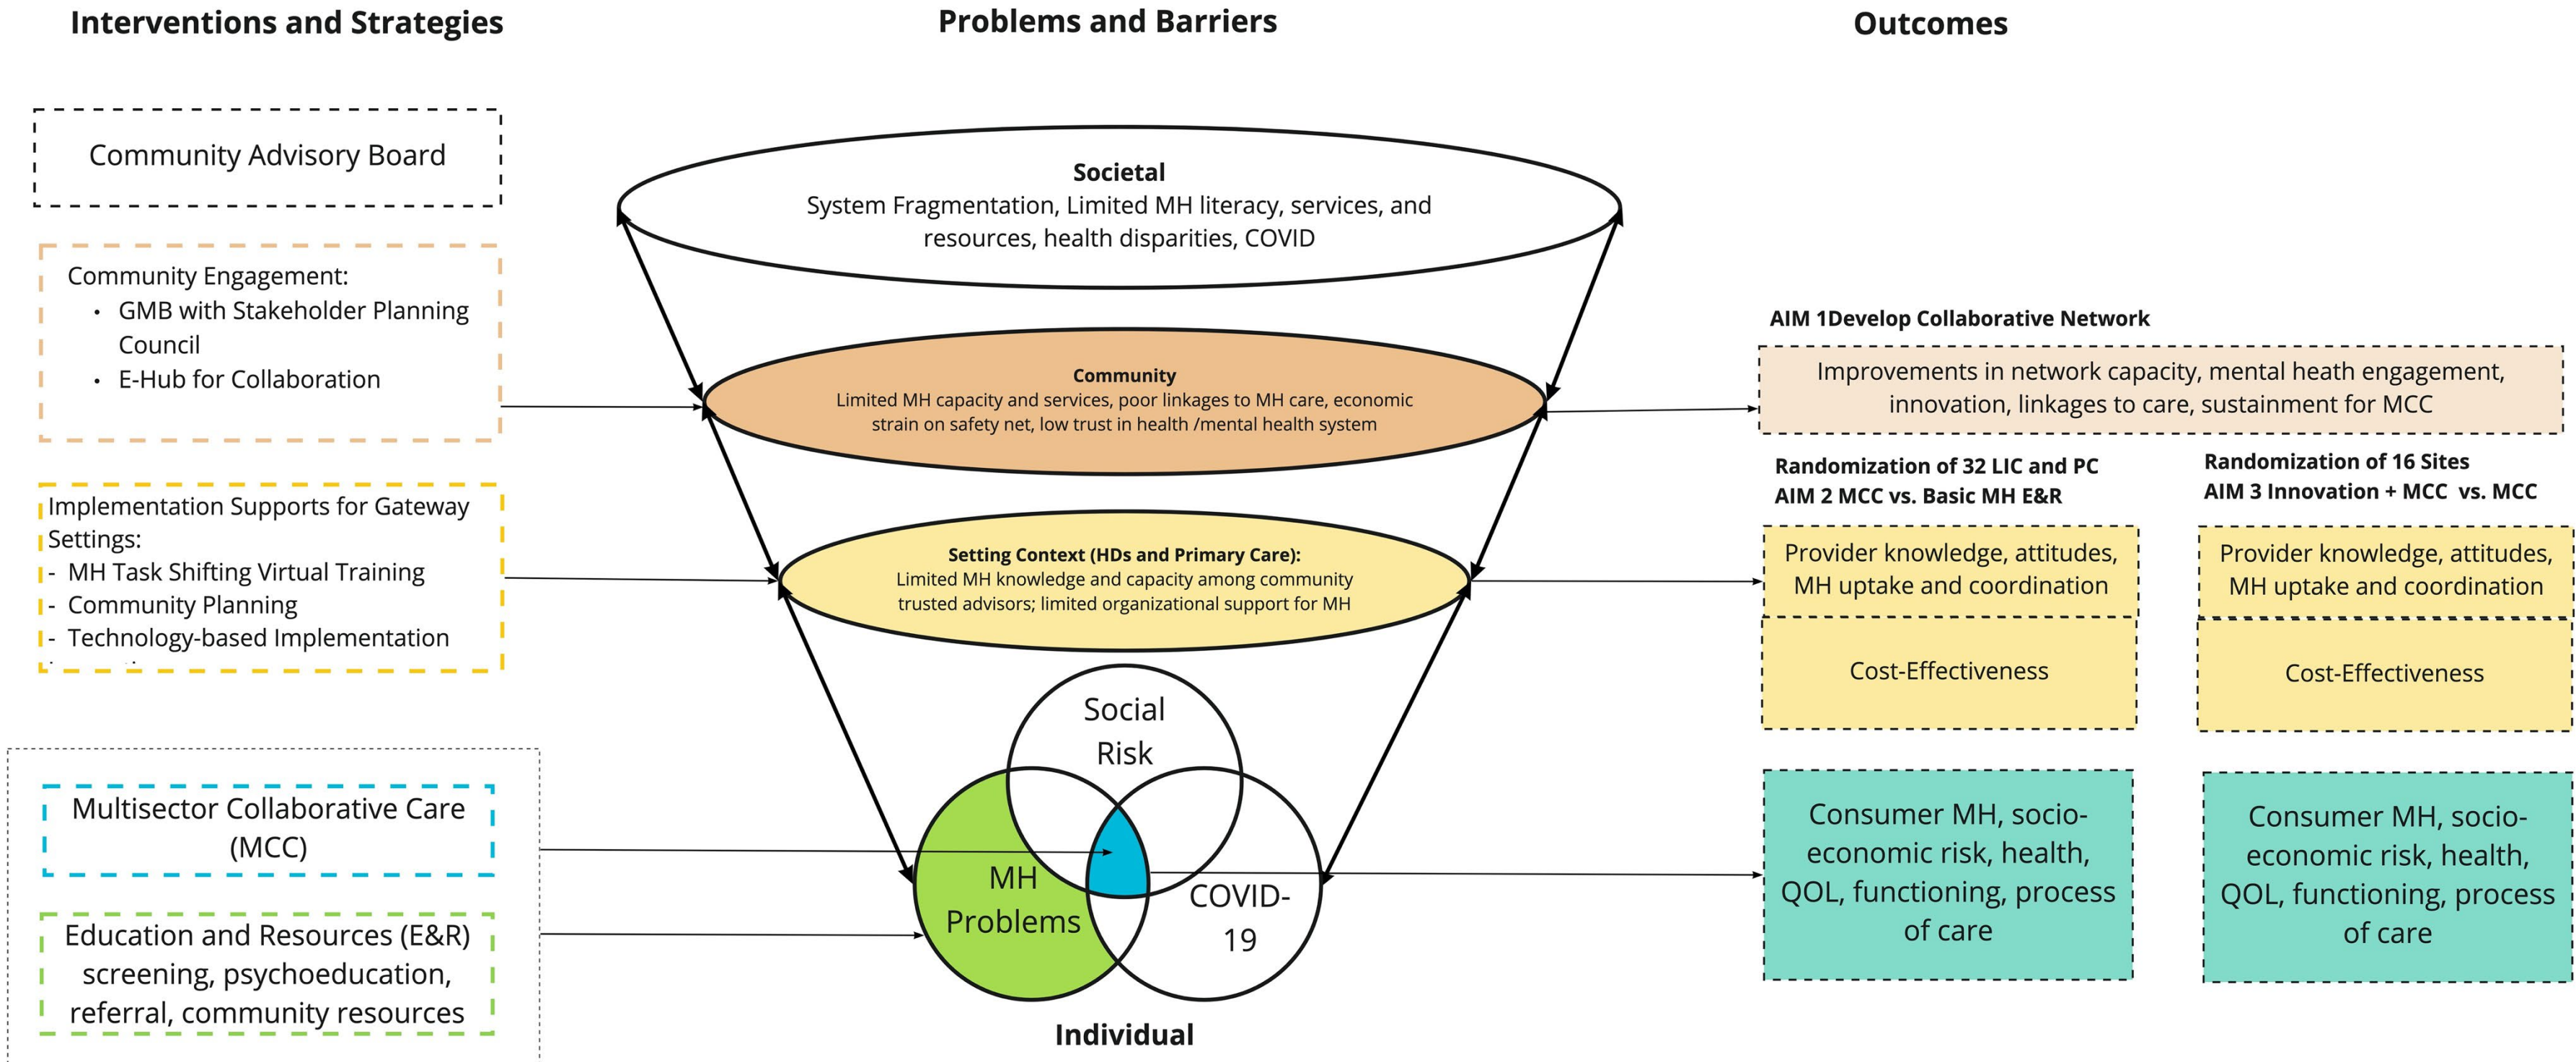 Interventions and Strategies
Problems and Barriers
Outcomes
Community Advisory Board
Community Engagement:
• GMB with Stakeholder Planning
Council
• E-Hub for Collaboration
Implementation Supports for Gateway
Settings:
- MH Task Shifting Virtual Training
- Community Planning
- Technology-based Implementation
Multisector Collaborative Care
(MCC)
Education and Resources (E&R)
screening, psychoeducation,
referral, community resources
Societal
System Fragmentation, Limited MH literacy, services, and
resources, health disparities, COVID
Community
Limited MH capacity and services, poor linkages to MH care, economic
strain on safety net, low trust in health /mental health system
Setting Context (HDs and Primary Care):
Limited MH knowledge and capacity among community
trusted advisors; limited organizational support for MH
Social
Risk
MH
Problems
COVID-
19
Individual
AIM 1Develop Collaborative Network
Improvements in network capacity, mental heath engagement,
innovation, linkages to care, sustainment for MCC
Randomization of 32 LIC and PC
AIM 2 MCC vs. Basic MH E&R
Provider knowledge, attitudes,
MH uptake and coordination
Cost-Effectiveness
Consumer MH, socio-
economic risk, health,
QOL, functioning, process
of care
Randomization of 16 Sites
AIM 3 Innovation + MCC vs. MCC
Provider knowledge, attitudes,
MH uptake and coordination
Cost-Effectiveness
Consumer MH, socio-
economic risk, health,
QOL, functioning, process
of care